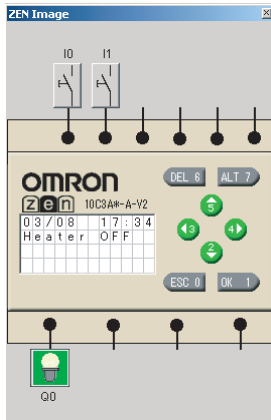 ZEN Image
I0 I1
OMRON
zen 10C3A*-A-V2
DEL 6 ALT 7
5
03/08 17:34
3 4
Heater OFF
2
ESC 0 OK 1
Q0